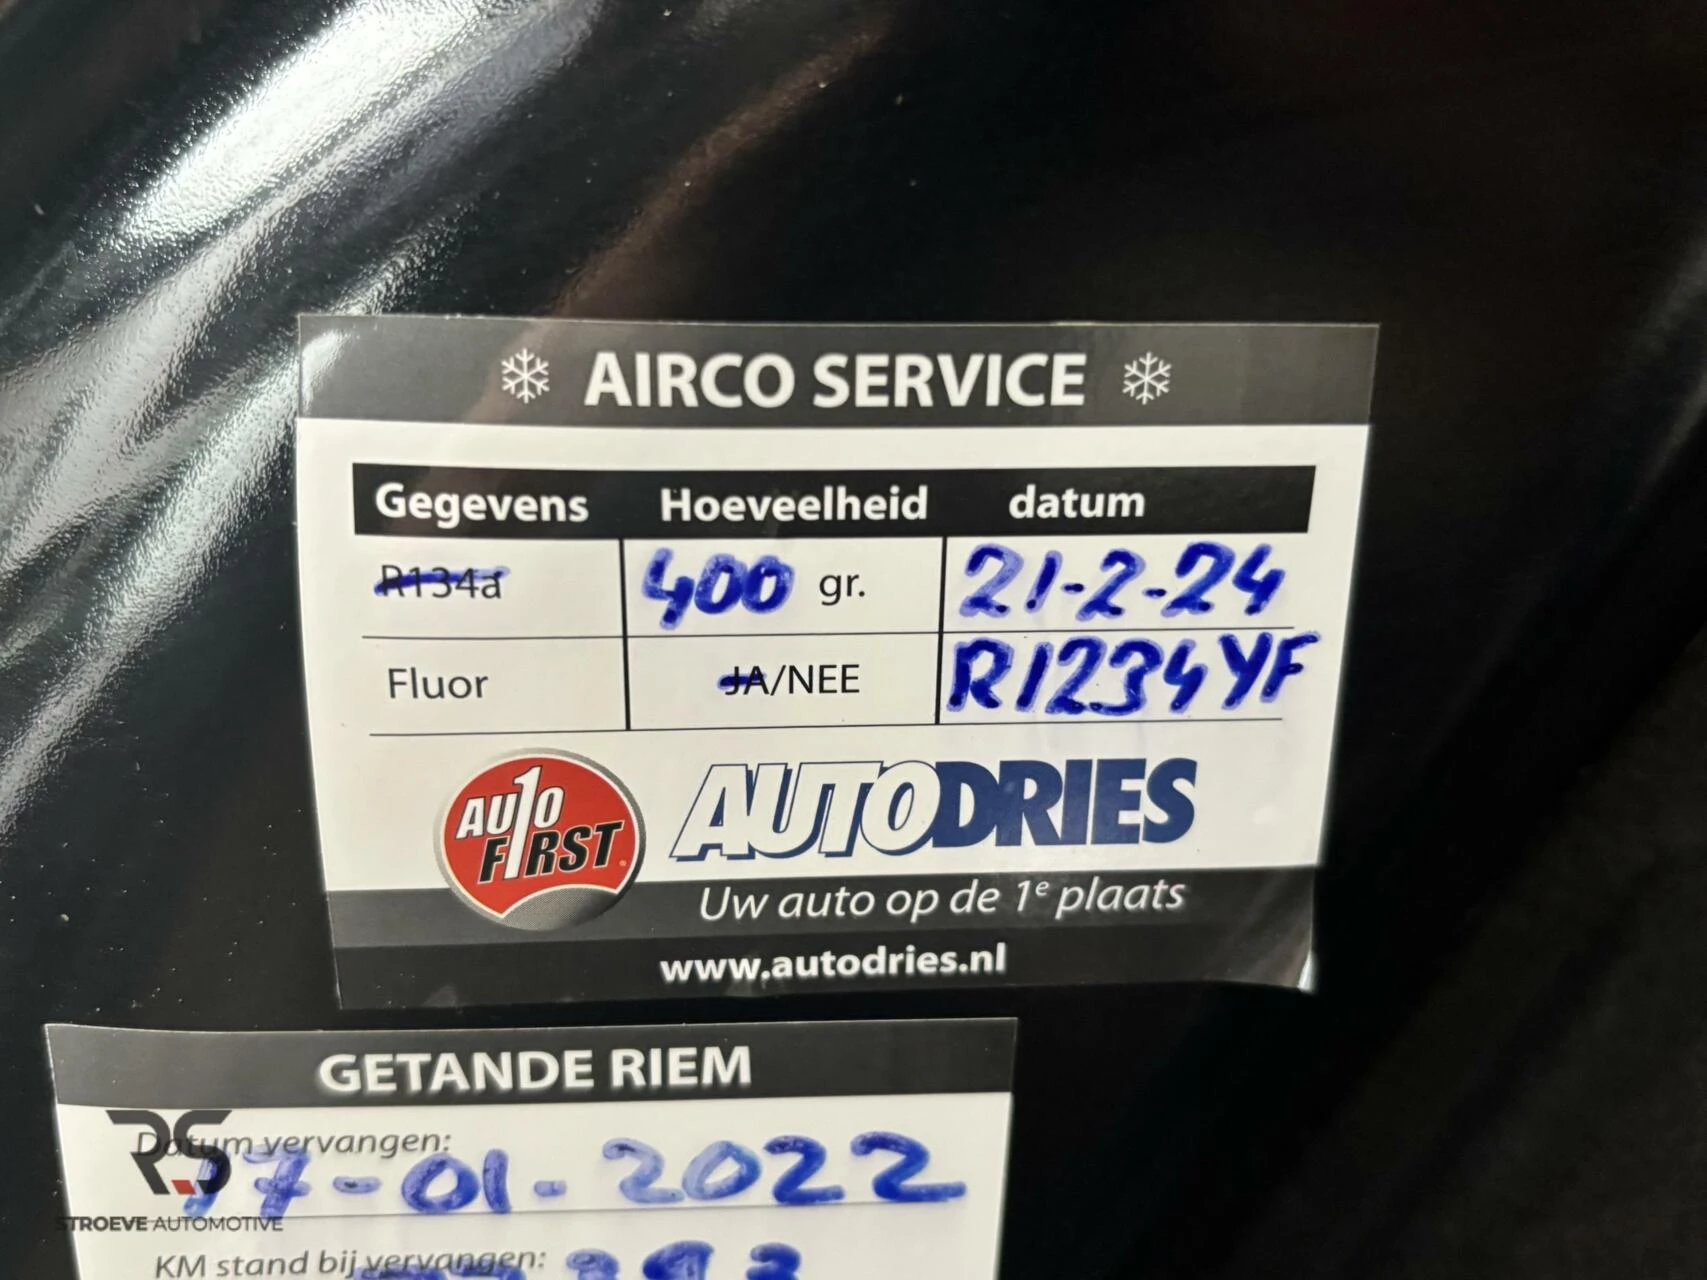 AIRCO SERVICE
Gegevens Hoeveelheid datum
R134a 400 gr. 21-2-24
Fluor JA/NEE R1234YF
AUTO FIRST AUTODRIES
Uw auto op de 1e plaats
www.autodries.nl
GETANDE RIEM
Datum vervangen:
17-01-2022
RS
STROEVE AUTOMOTIVE
KM stand bij vervangen: